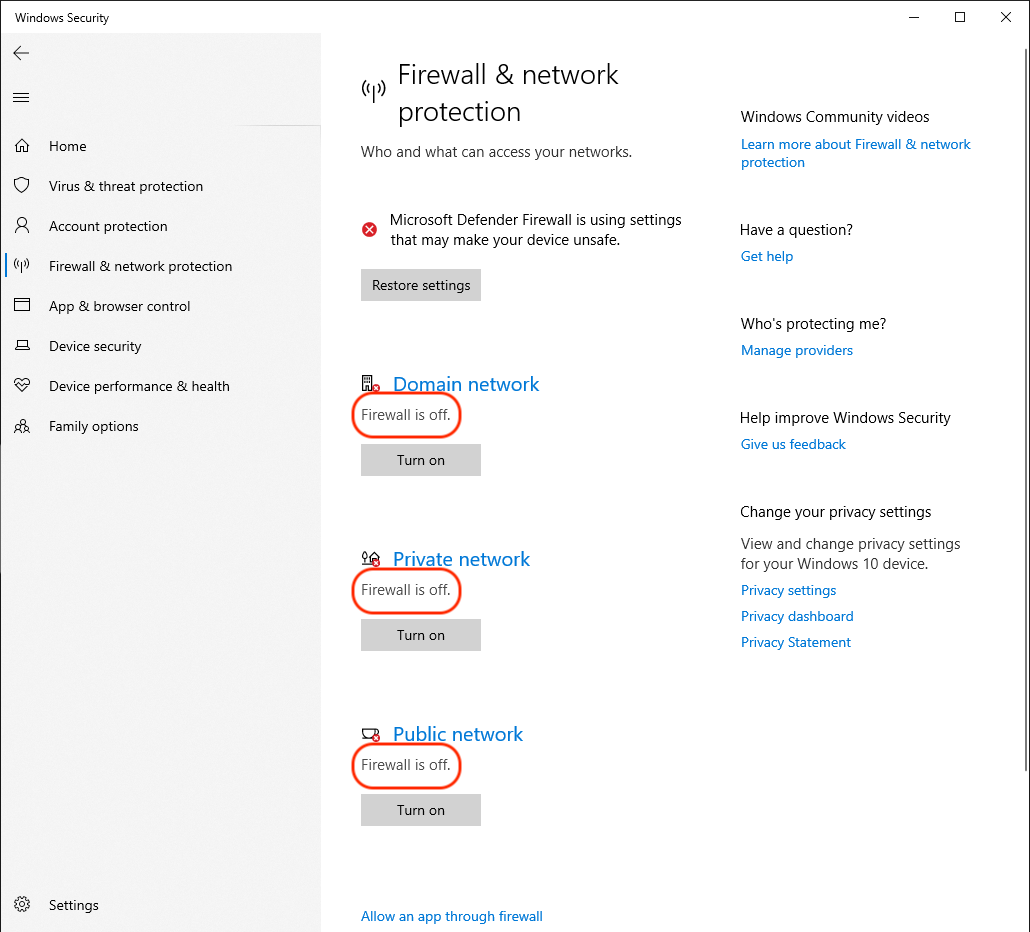 Windows Security
Home
Virus & threat protection
Account protection
Firewall & network protection
App & browser control
Device security
Device performance & health
Family options
Settings
Firewall & network
protection
Who and what can access your networks.
Microsoft Defender Firewall is using settings
that may make your device unsafe.
Restore settings
Domain network
Firewall is off.
Turn on
Private network
Firewall is off.
Turn on
Public network
Firewall is off.
Turn on
Allow an app through firewall
Windows Community videos
Learn more about Firewall & network
protection
Have a question?
Get help
Who's protecting me?
Manage providers
Help improve Windows Security
Give us feedback
Change your privacy settings
View and change privacy settings
for your Windows 10 device.
Privacy settings
Privacy dashboard
Privacy Statement